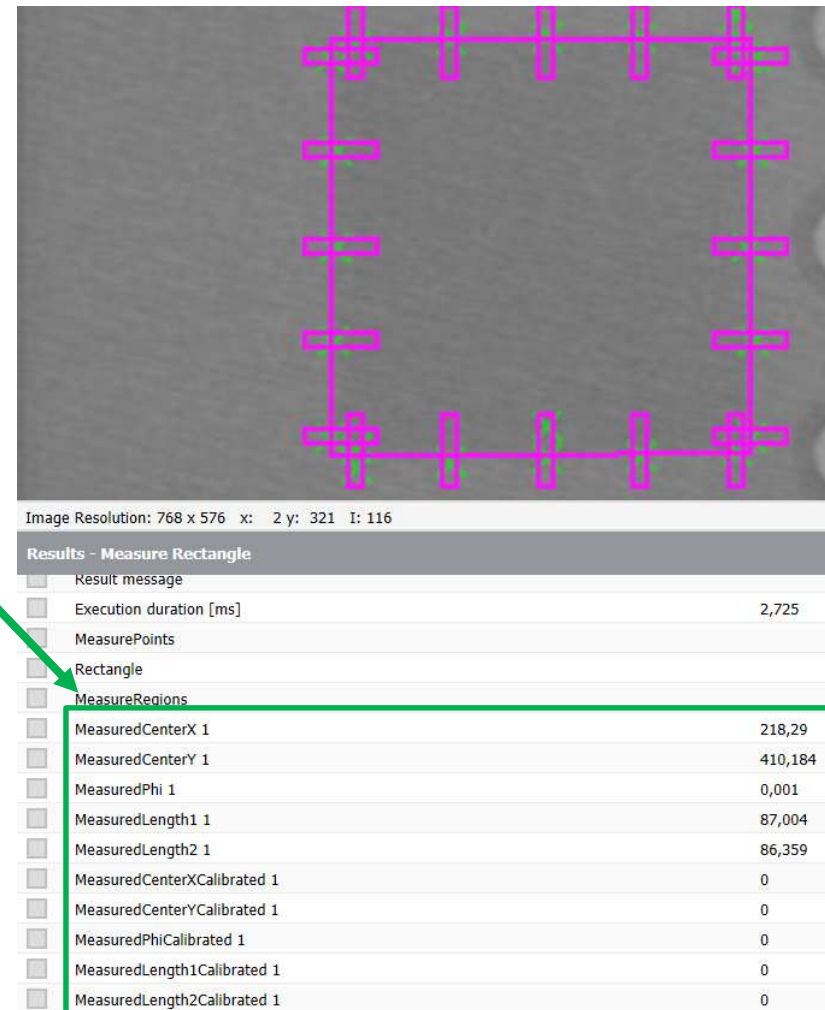 Image Resolution: 768 x 576 x: 2 y: 321 I: 116
Results - Measure Rectangle
Result message
Execution duration [ms] 2,725
MeasurePoints
Rectangle
MeasureRegions
MeasuredCenterX 1 218,29
MeasuredCenterY 1 410,184
MeasuredPhi 1 0,001
MeasuredLength1 1 87,004
MeasuredLength2 1 86,359
MeasuredCenterXCalibrated 1 0
MeasuredCenterYCalibrated 1 0
MeasuredPhiCalibrated 1 0
MeasuredLength1Calibrated 1 0
MeasuredLength2Calibrated 1 0